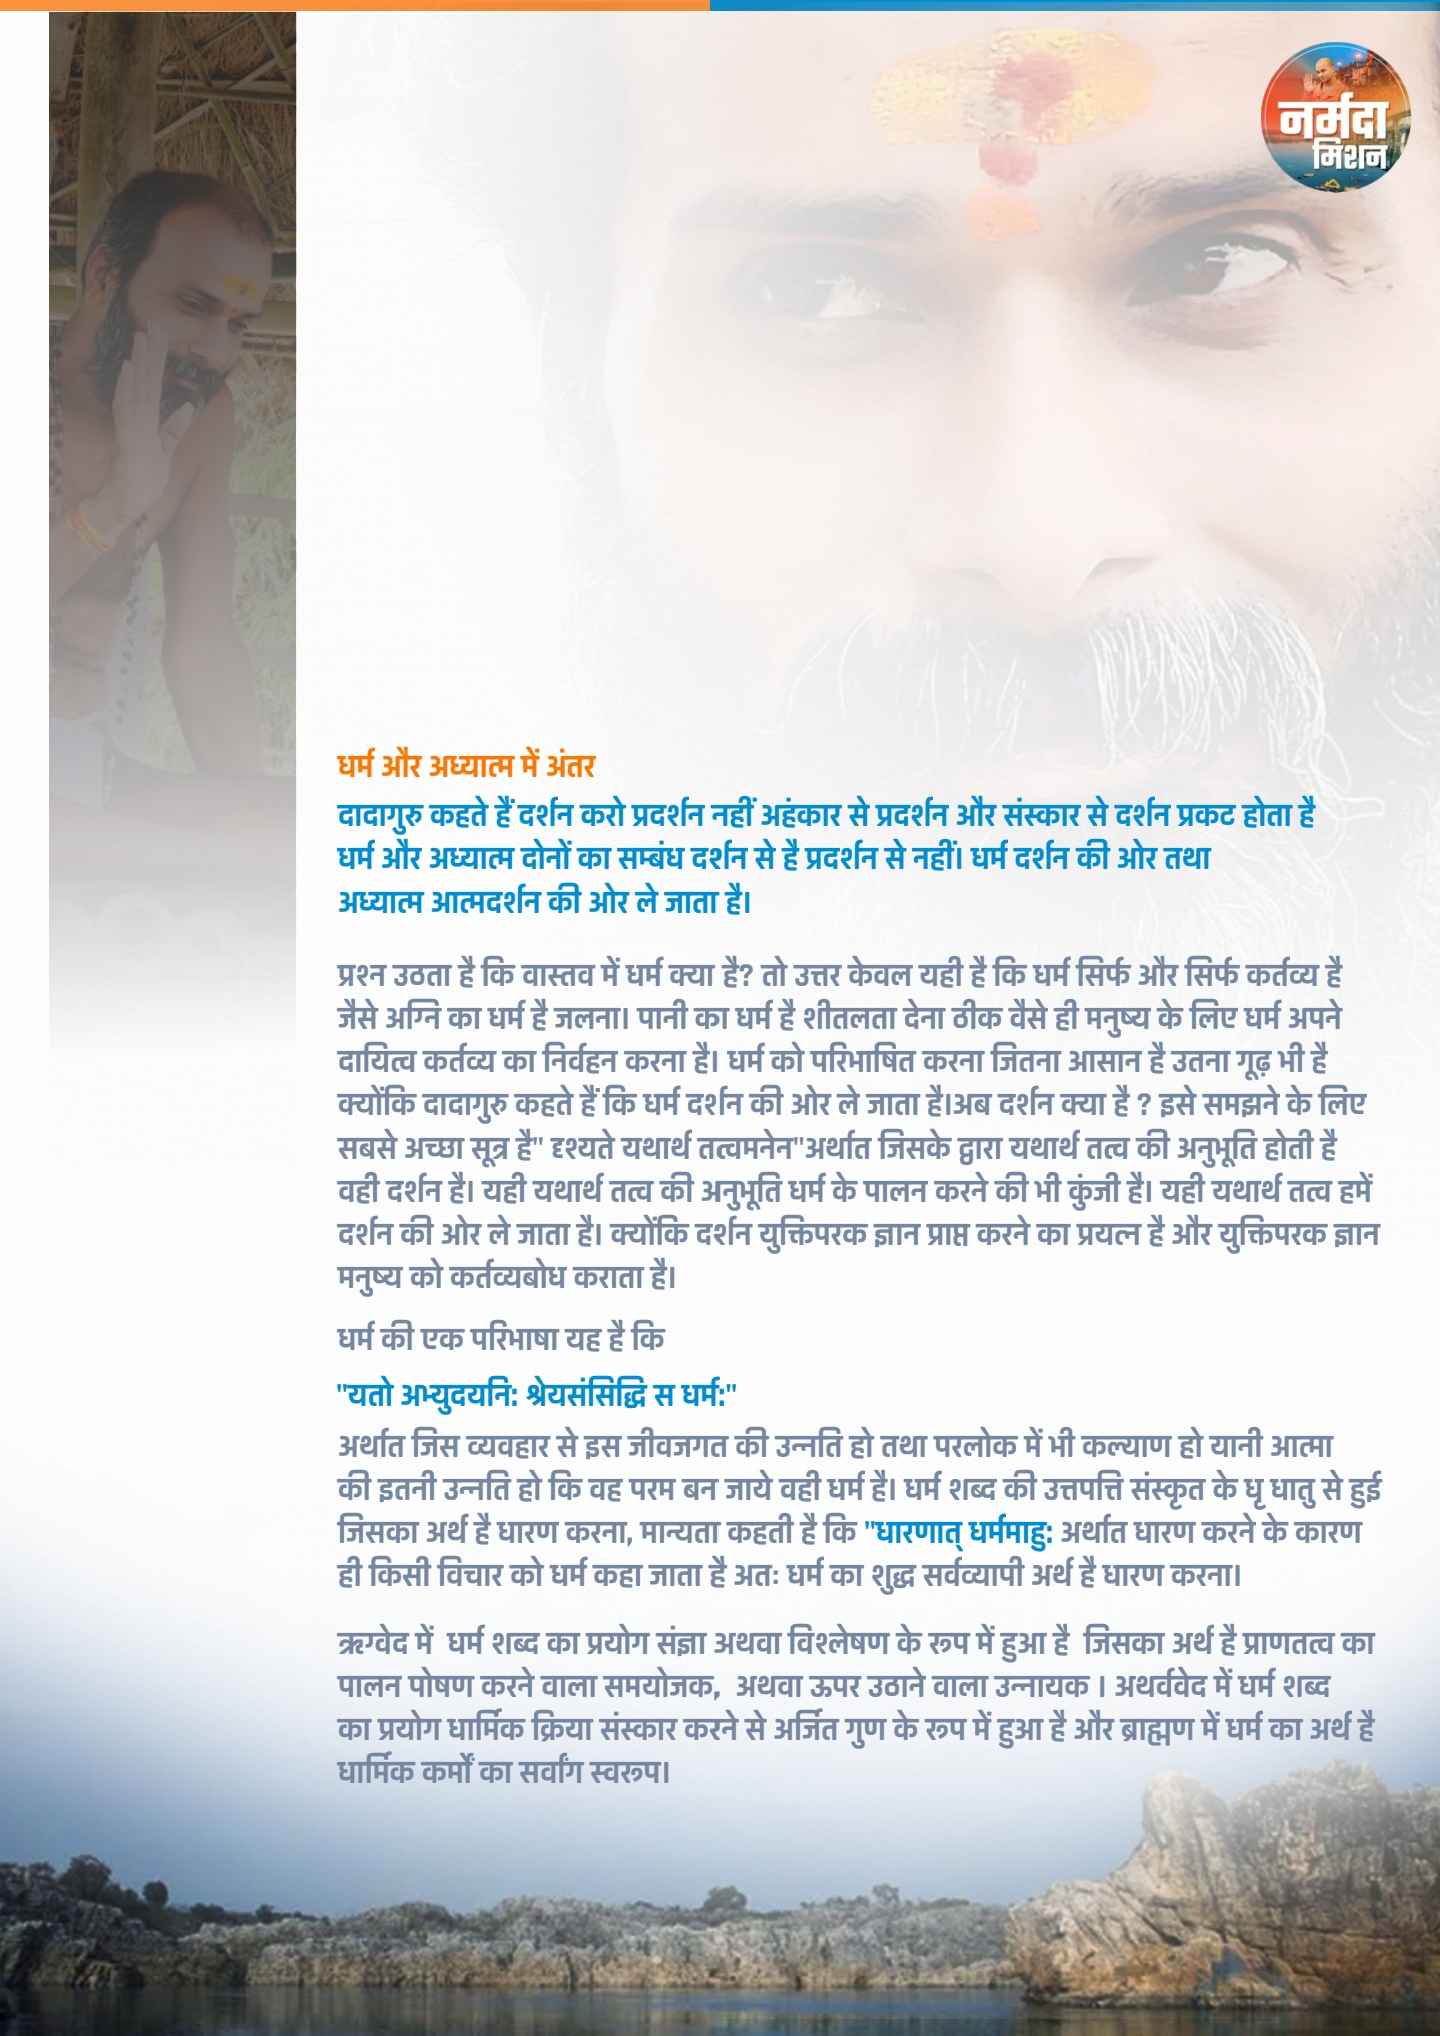 नर्मदा
मिशन
धर्म और अध्यात्म में अंतर
दादागुरु कहते हैं दर्शन करो प्रदर्शन नहीं अहंकार से प्रदर्शन और संस्कार से दर्शन प्रकट होता है
धर्म और अध्यात्म दोनों का सम्बंध दर्शन से है प्रदर्शन से नहीं। धर्म दर्शन की ओर तथा
अध्यात्म आत्मदर्शन की ओर ले जाता है।
प्रश्न उठता है कि वास्तव में धर्म क्या है? तो उत्तर केवल यही है कि धर्म सिर्फ और सिर्फ कर्तव्य है
जैसे अग्नि का धर्म है जलना। पानी का धर्म है शीतलता देना ठीक वैसे ही मनुष्य के लिए धर्म अपने
दायित्व कर्तव्य का निर्वहन करना है। धर्म को परिभाषित करना जितना आसान है उतना गूढ़ भी है
क्योंकि दादागुरु कहते हैं कि धर्म दर्शन की ओर ले जाता है।अब दर्शन क्या है ? इसे समझने के लिए
सबसे अच्छा सूत्र है" दृश्यते यथार्थ तत्वमनेन"अर्थात जिसके द्वारा यथार्थ तत्व की अनुभूति होती है
वही दर्शन है। यही यथार्थ तत्व की अनुभूति धर्म के पालन करने की भी कुंजी है। यही यथार्थ तत्व हमें
दर्शन की ओर ले जाता है। क्योंकि दर्शन युक्तिपरक ज्ञान प्राप्त करने का प्रयत्न है और युक्तिपरक ज्ञान
मनुष्य को कर्तव्यबोध कराता है।
धर्म की एक परिभाषा यह है कि
"यतो अभ्युदयनि: श्रेयसंसिद्धि स धर्म:"
अर्थात जिस व्यवहार से इस जीवजगत की उन्नति हो तथा परलोक में भी कल्याण हो यानी आत्मा
की इतनी उन्नति हो कि वह परम बन जाये वही धर्म है। धर्म शब्द की उत्तपत्ति संस्कृत के धृ धातु से हुई
जिसका अर्थ है धारण करना, मान्यता कहती है कि "धारणात् धर्ममाहु: अर्थात धारण करने के कारण
ही किसी विचार को धर्म कहा जाता है अतः धर्म का शुद्ध सर्वव्यापी अर्थ है धारण करना।
ऋग्वेद में धर्म शब्द का प्रयोग संज्ञा अथवा विश्लेषण के रूप में हुआ है जिसका अर्थ है प्राणतत्व का
पालन पोषण करने वाला समयोजक, अथवा ऊपर उठाने वाला उन्नायक । अथर्ववेद में धर्म शब्द
का प्रयोग धार्मिक क्रिया संस्कार करने से अर्जित गुण के रूप में हुआ है और ब्राह्मण में धर्म का अर्थ है
धार्मिक कर्मों का सर्वांग स्वरूप।